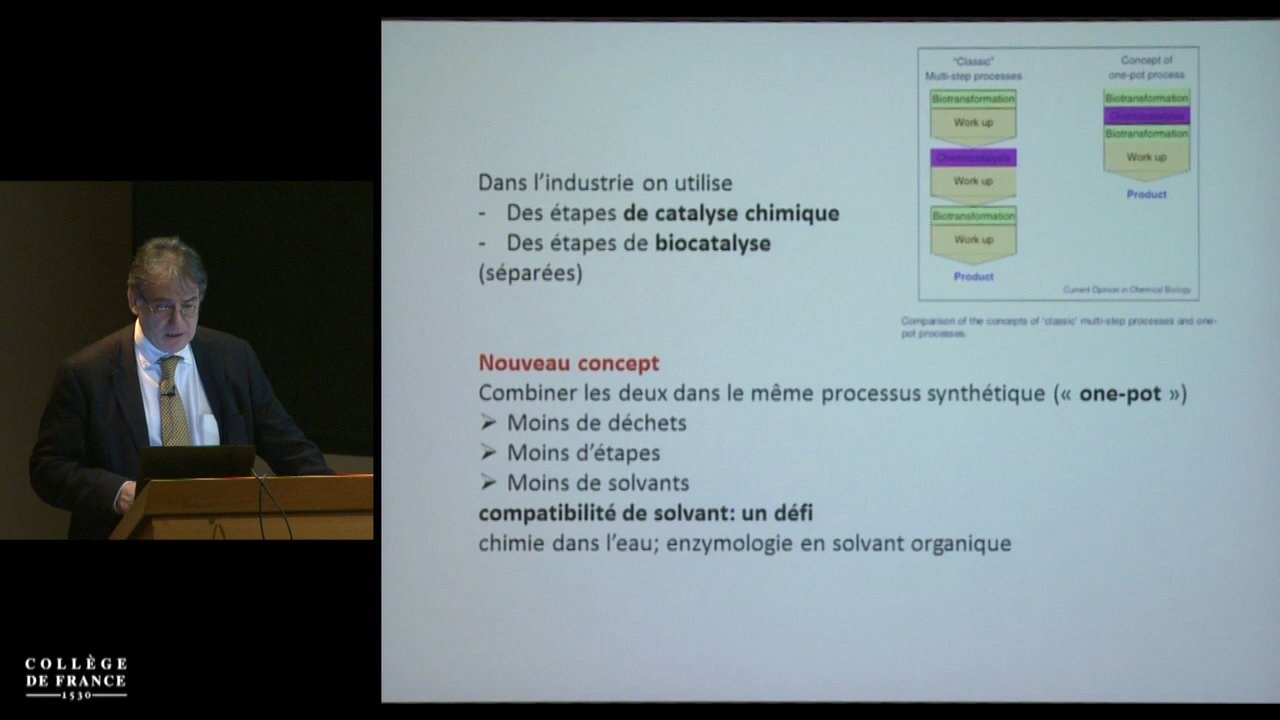 "Classic"
Multi-step processes
Biotransformation
Work up
Chemocatalysis
Work up
Biotransformation
Work up
Product
Concept of
one-pot process
Biotransformation
Chemocatalysis
Biotransformation
Work up
Product
Current Opinion in Chemical Biology
Comparison of the concepts of 'classic' multi-step processes and one-
pot processes.
Dans l'industrie on utilise
- Des étapes de catalyse chimique
- Des étapes de biocatalyse
(séparées)
Nouveau concept
Combiner les deux dans le même processus synthétique (« one-pot »)
➢ Moins de déchets
➢ Moins d'étapes
➢ Moins de solvants
compatibilité de solvant: un défi
chimie dans l'eau; enzymologie en solvant organique
COLLÈGE
DE FRANCE
1530